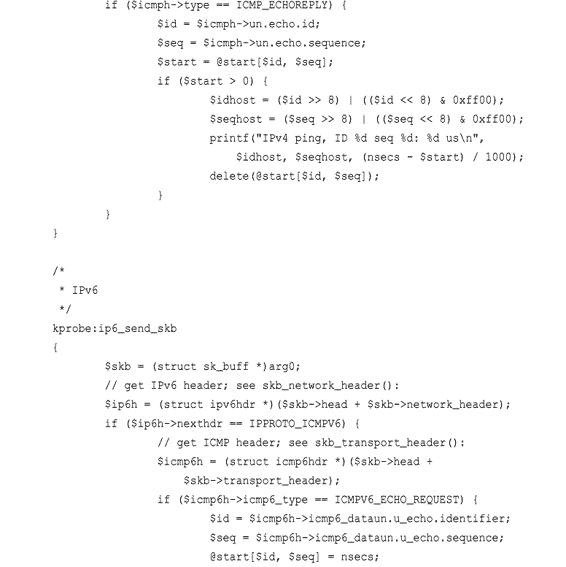 if ($icmph->type == ICMP_ECHOREPLY) {
$id = $icmph->un.echo.id;
$seq = $icmph->un.echo.sequence;
$start = @start[$id, $seq];
if ($start > 0) {
$idhost = ($id >> 8) | (($id << 8) & 0xff00);
$seqhost = ($seq >> 8) | (($seq << 8) & 0xff00);
printf("IPv4 ping, ID %d seq %d: %d us\n",
$idhost, $seqhost, (nsecs - $start) / 1000);
delete(@start[$id, $seq]);
}
}
}
/*
* IPv6
*/
kprobe:ip6_send_skb
{
$skb = (struct sk_buff *)arg0;
// get IPv6 header; see skb_network_header():
$ip6h = (struct ipv6hdr *)($skb->head + $skb->network_header);
if ($ip6h->nexthdr == IPPROTO_ICMPV6) {
// get ICMP header; see skb_transport_header():
$icmp6h = (struct icmp6hdr *)($skb->head +
$skb->transport_header);
if ($icmp6h->icmp6_type == ICMPV6_ECHO_REQUEST) {
$id = $icmp6h->icmp6_dataun.u_echo.identifier;
$seq = $icmp6h->icmp6_dataun.u_echo.sequence;
@start[$id, $seq] = nsecs;